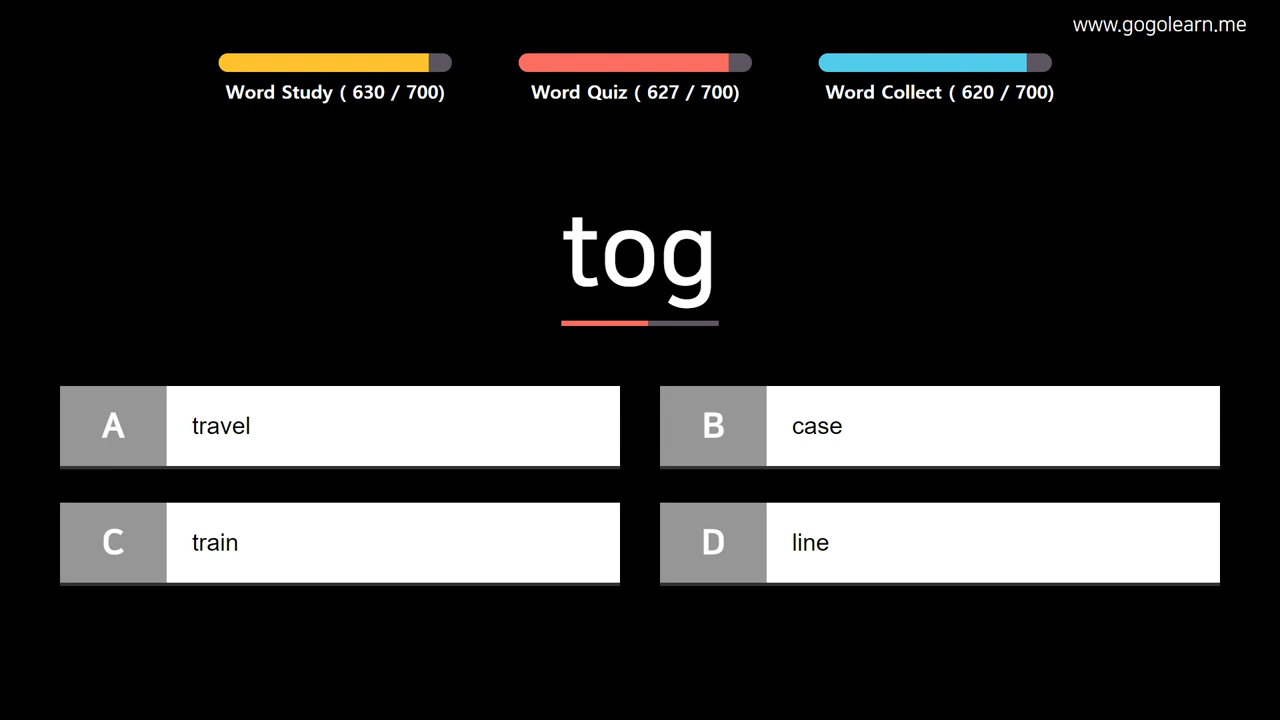 www.gogolearn.me
Word Study ( 630 / 700) Word Quiz ( 627 / 700) Word Collect ( 620 / 700)
tog
A travel
B case
C train
D line